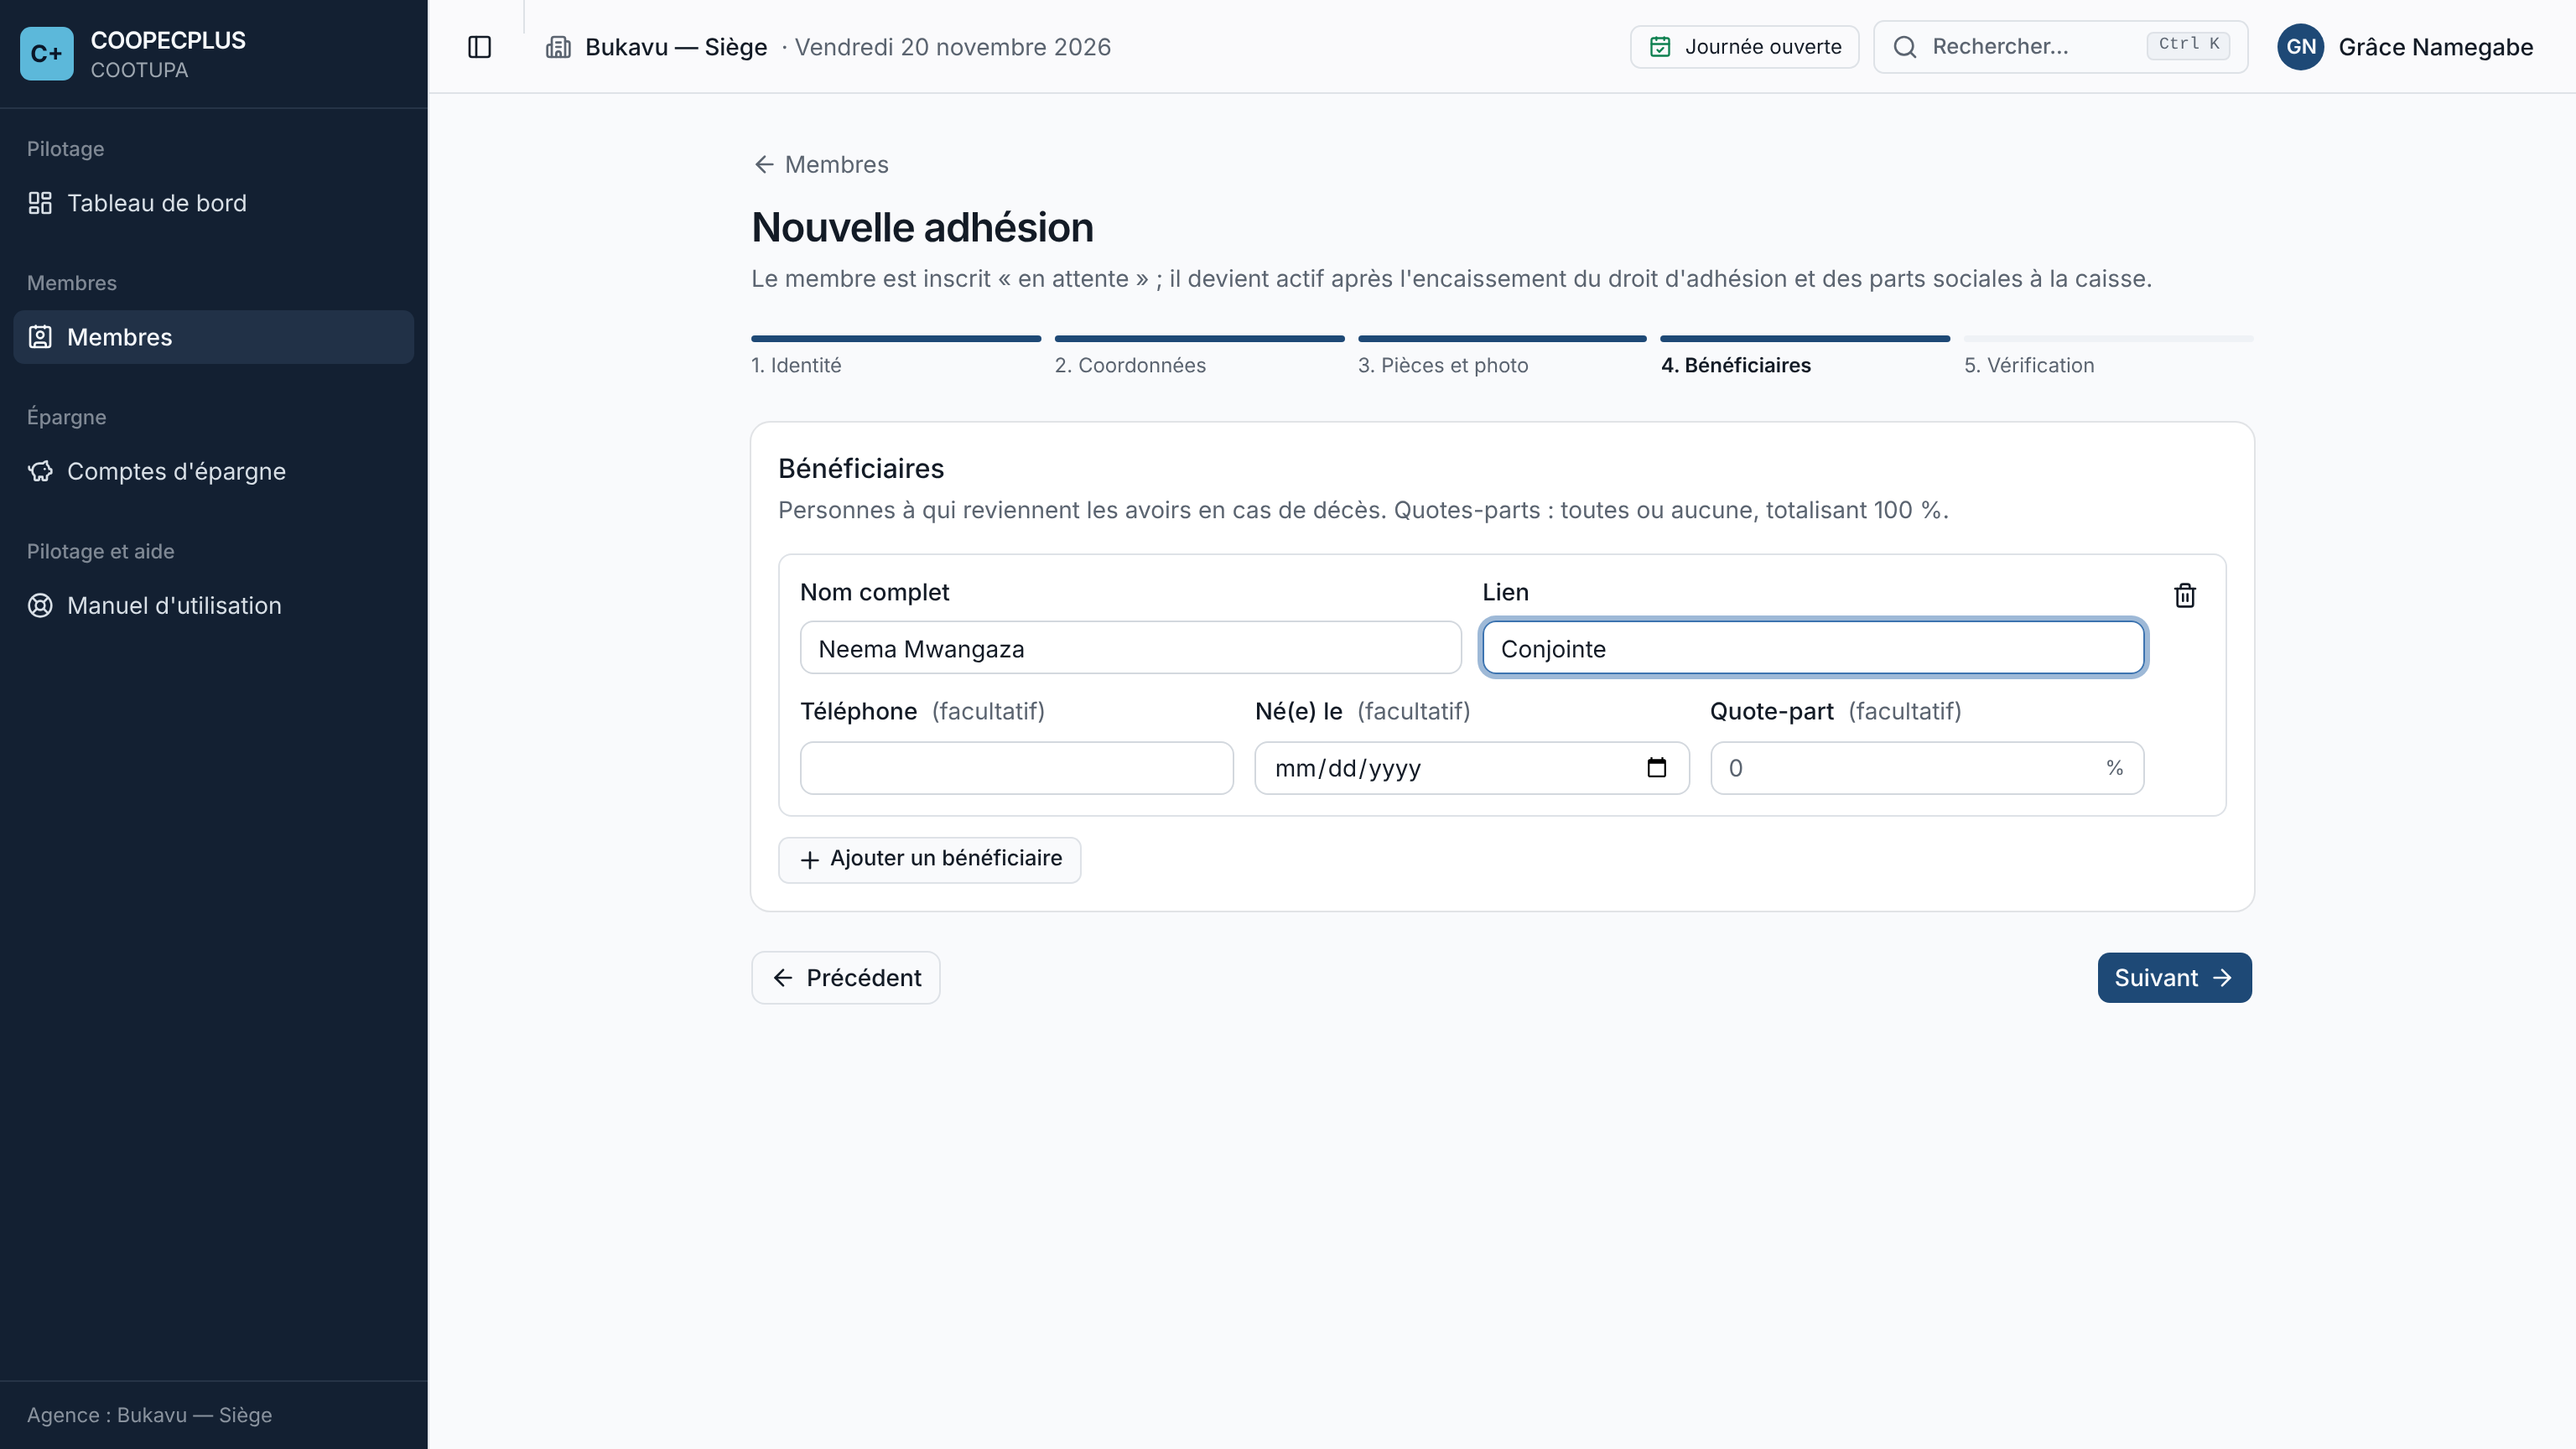 C+
COOPECPLUS
COOTUPA
Pilotage
Tableau de bord
Membres
Membres
Épargne
Comptes d'épargne
Pilotage et aide
Manuel d'utilisation
Agence : Bukavu — Siège
Bukavu — Siège · Vendredi 20 novembre 2026
Journée ouverte
Rechercher...
Ctrl K
GN
Grâce Namegabe
Membres
Nouvelle adhésion
Le membre est inscrit « en attente » ; il devient actif après l'encaissement du droit d'adhésion et des parts sociales à la caisse.
1. Identité
2. Coordonnées
3. Pièces et photo
4. Bénéficiaires
5. Vérification
Bénéficiaires
Personnes à qui reviennent les avoirs en cas de décès. Quotes-parts : toutes ou aucune, totalisant 100 %.
Nom complet
Lien
Neema Mwangaza
Conjointe
Téléphone (facultatif)
Né(e) le (facultatif)
Quote-part (facultatif)
mm/dd/yyyy
0 %
Ajouter un bénéficiaire
Précédent
Suivant